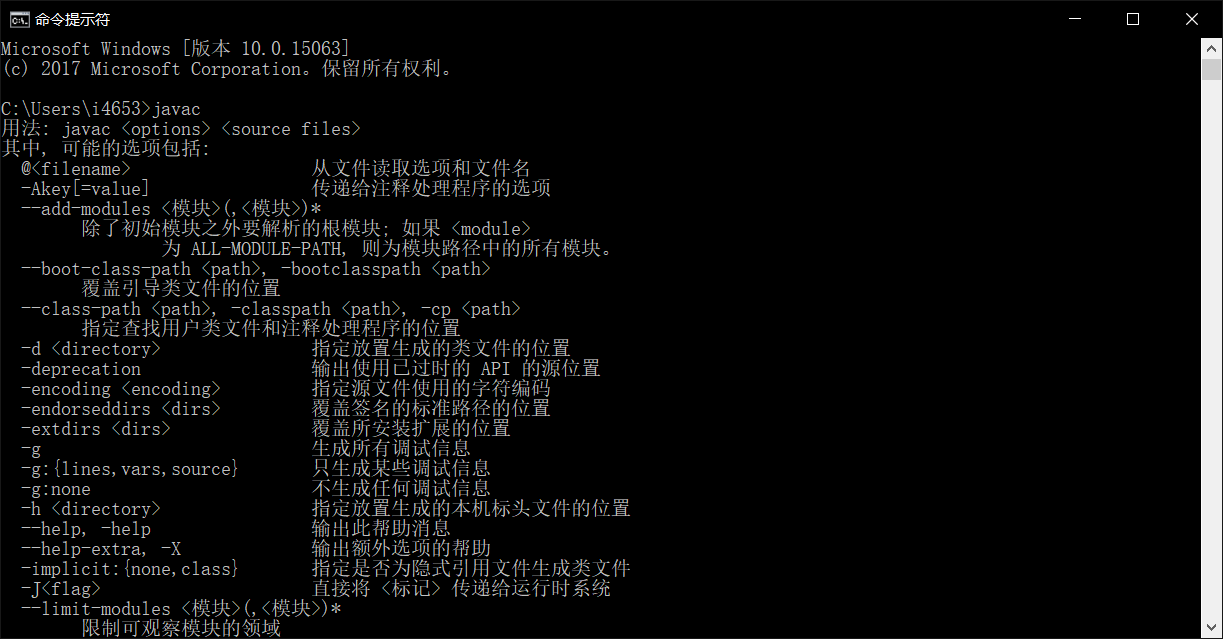 命令提示符
Microsoft Windows [版本 10.0.15063]
(c) 2017 Microsoft Corporation。保留所有权利。
C:\Users\i4653>javac
用法: javac <options> <source files>
其中, 可能的选项包括:
@<filename> 从文件读取选项和文件名
-Akey[=value] 传递给注释处理程序的选项
--add-modules <模块>(,<模块>)*
除了初始模块之外要解析的根模块; 如果 <module>
为 ALL-MODULE-PATH, 则为模块路径中的所有模块。
--boot-class-path <path>, -bootclasspath <path>
覆盖引导类文件的位置
--class-path <path>, -classpath <path>, -cp <path>
指定查找用户类文件和注释处理程序的位置
-d <directory> 指定放置生成的类文件的位置
-deprecation 输出使用已过时的 API 的源位置
-encoding <encoding> 指定源文件使用的字符编码
-endorseddirs <dirs> 覆盖签名的标准路径的位置
-extdirs <dirs> 覆盖所安装扩展的位置
-g 生成所有调试信息
-g:{lines,vars,source} 只生成某些调试信息
-g:none 不生成任何调试信息
-h <directory> 指定放置生成的本机标头文件的位置
--help, -help 输出此帮助消息
--help-extra, -X 输出额外选项的帮助
-implicit:{none,class} 指定是否为隐式引用文件生成类文件
-J<flag> 直接将 <标记> 传递给运行时系统
--limit-modules <模块>(,<模块>)*
限制可观察模块的领域